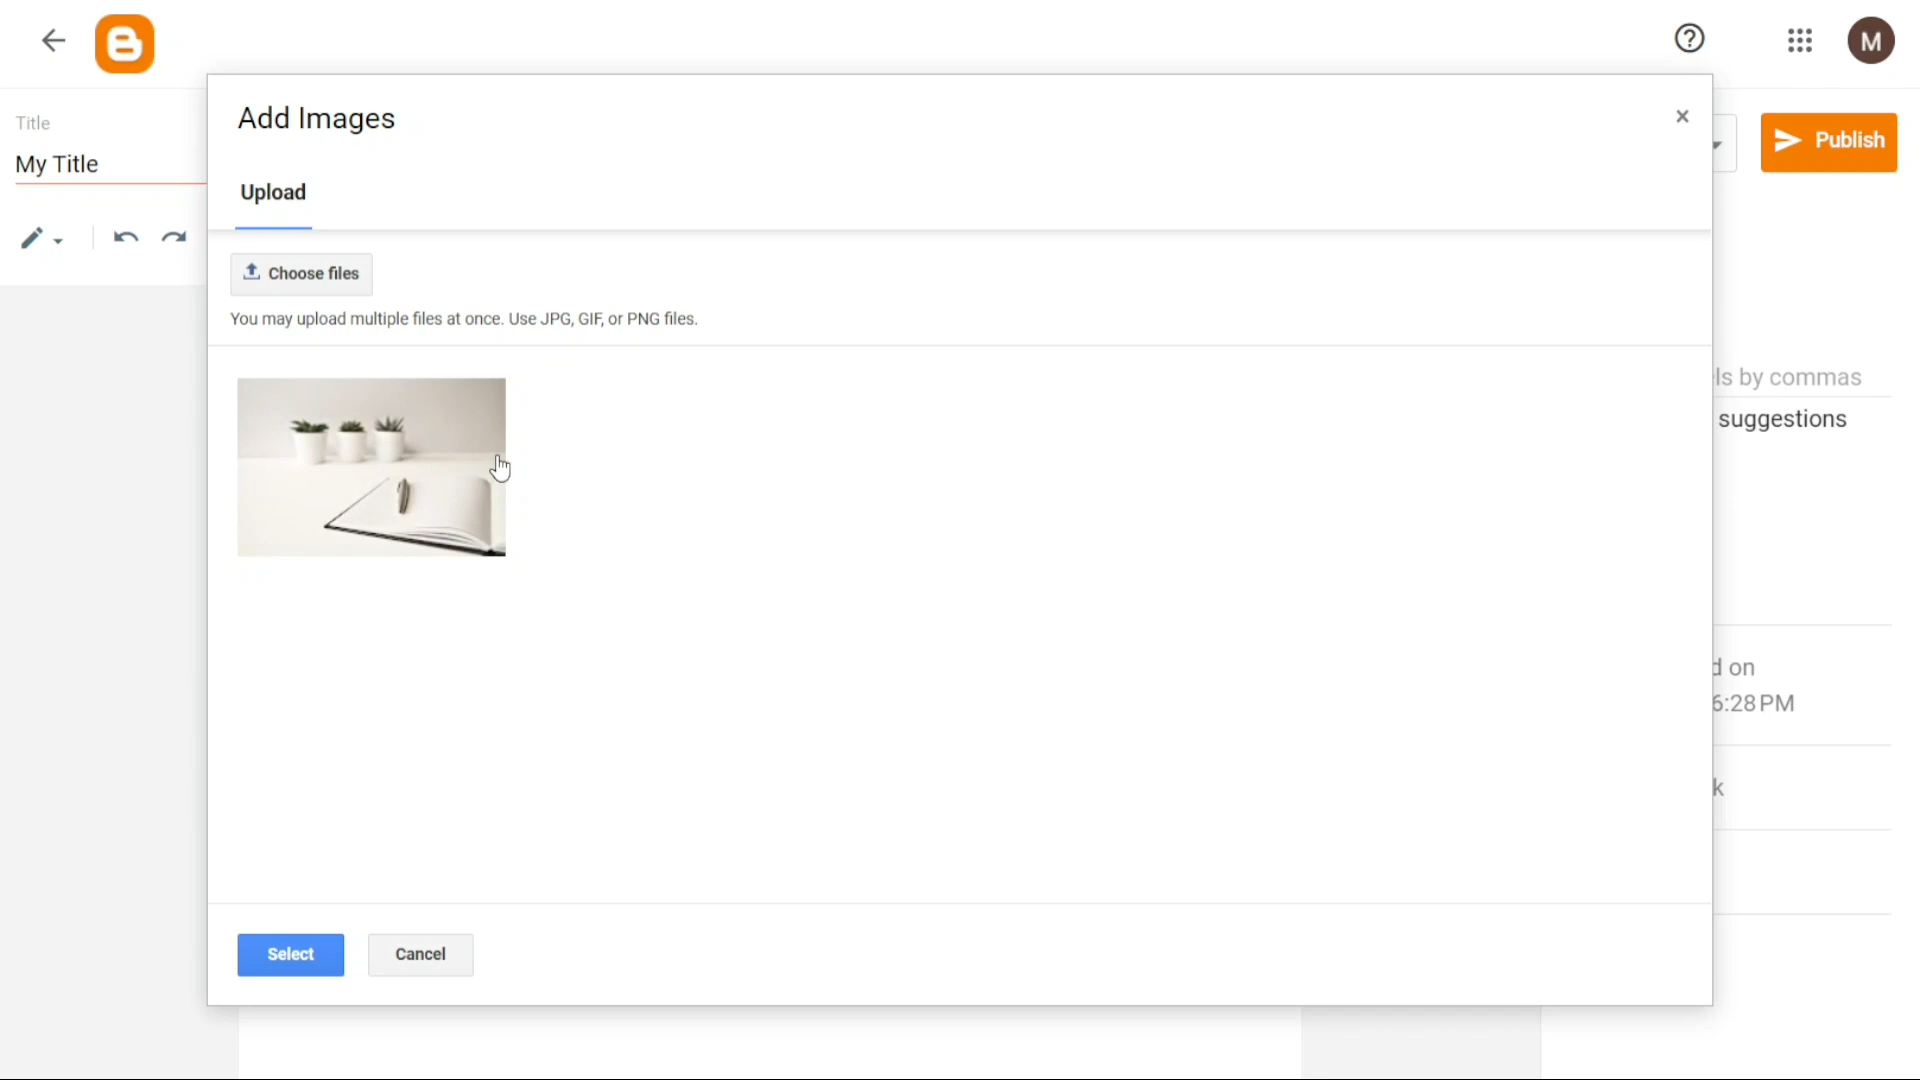 M
Add Images
×
Title
My Title
Publish
Upload
Choose files
You may upload multiple files at once. Use JPG, GIF, or PNG files.
ls by commas
suggestions
d on
6:28 PM
k
Select
Cancel